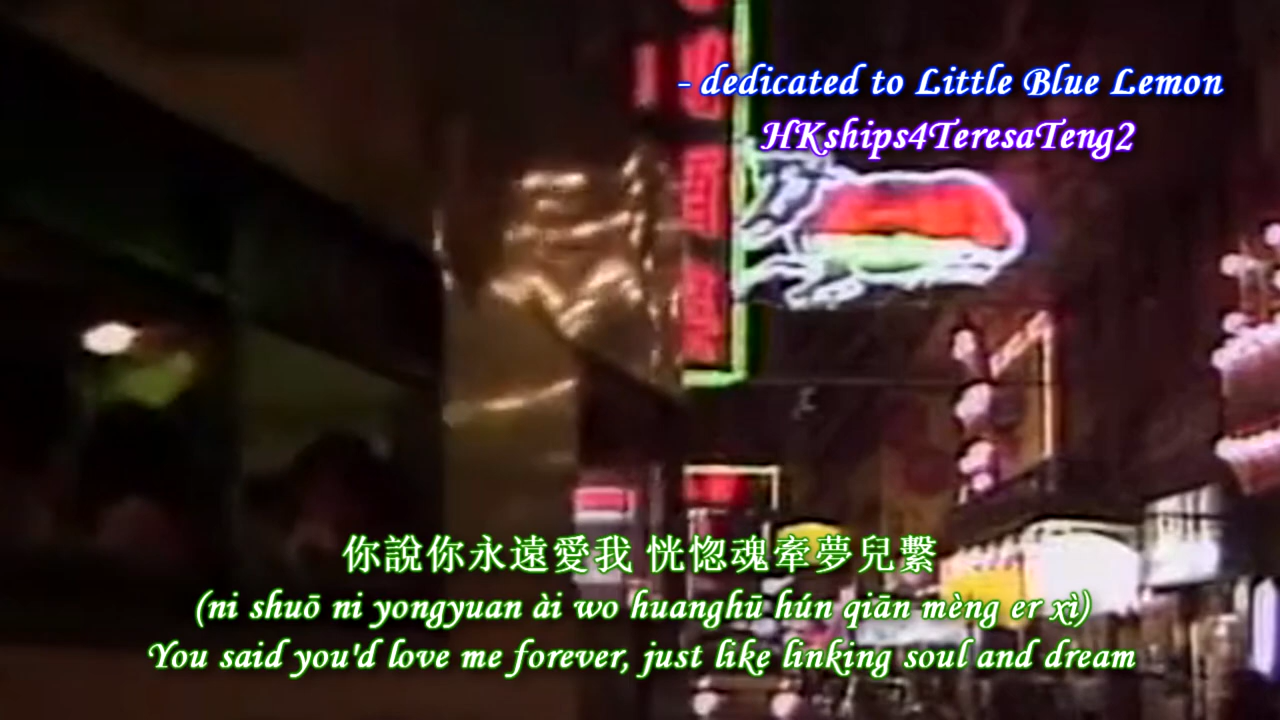 - dedicated to Little Blue Lemon
HKships4TeresaTeng2
你說你永遠愛我 恍惚魂牽夢兒繫
(ni shuō ni yongyuan ài wo huanghū hún qiān mèng er xì)
You said you'd love me forever, just like linking soul and dream